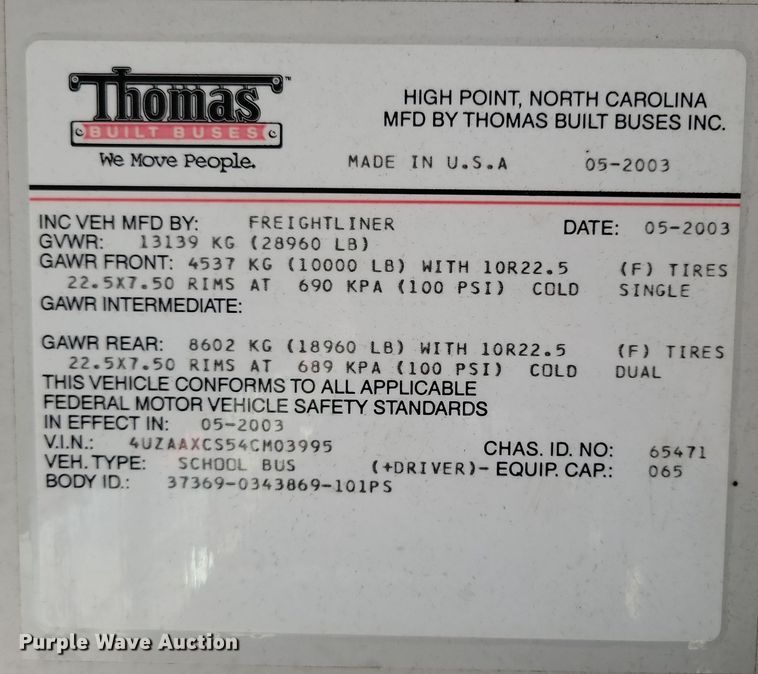 Thomas™
BUILT BUSES
We Move People.
HIGH POINT, NORTH CAROLINA
MFD BY THOMAS BUILT BUSES INC.
MADE IN U.S.A 05-2003
INC VEH MFD BY: FREIGHTLINER DATE: 05-2003
GVWR: 13139 KG (28960 LB)
GAWR FRONT: 4537 KG (10000 LB) WITH 10R22.5 (F) TIRES
22.5X7.50 RIMS AT 690 KPA (100 PSI) COLD SINGLE
GAWR INTERMEDIATE:
GAWR REAR: 8602 KG (18960 LB) WITH 10R22.5 (F) TIRES
22.5X7.50 RIMS AT 689 KPA (100 PSI) COLD DUAL
THIS VEHICLE CONFORMS TO ALL APPLICABLE
FEDERAL MOTOR VEHICLE SAFETY STANDARDS
IN EFFECT IN: 05-2003
V.I.N.: 4UZAAXCS54CM03995 CHAS. ID. NO: 65471
VEH. TYPE: SCHOOL BUS (+DRIVER)- EQUIP. CAP.: 065
BODY ID.: 37369-0343869-101PS
Purple Wave Auction